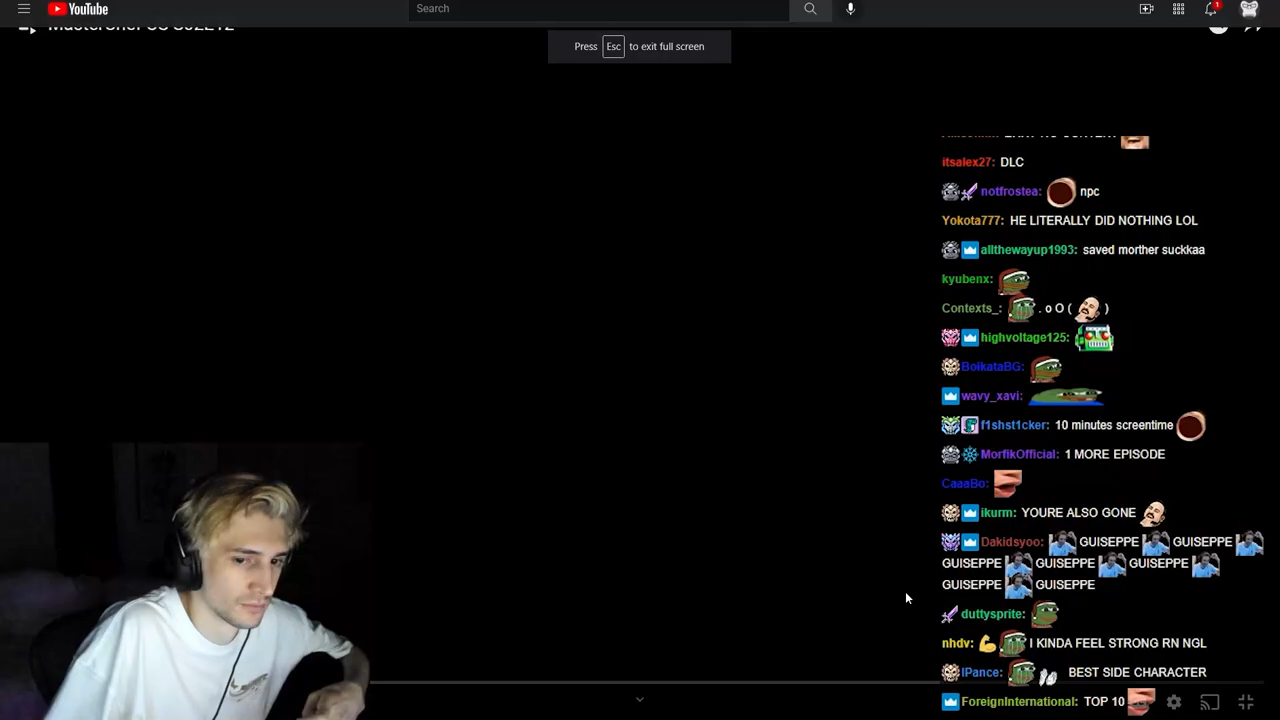 YouTube
Search
1
Press Esc to exit full screen
itsalex27: DLC
notfrostea: npc
Yokota777: HE LITERALLY DID NOTHING LOL
allthewayup1993: saved morther suckkaa
kyubenx:
Contexts_: . o O ( )
highvoltage125:
BoikataBG:
wavy_xavi:
f1shst1cker: 10 minutes screentime
MorfikOfficial: 1 MORE EPISODE
CaaaBo:
ikurm: YOURE ALSO GONE
Dakidsyoo: GUISEPPE GUISEPPE
GUISEPPE GUISEPPE GUISEPPE
GUISEPPE GUISEPPE
duttysprite:
nhdv: I KINDA FEEL STRONG RN NGL
IPance: BEST SIDE CHARACTER
ForeignInternational: TOP 10